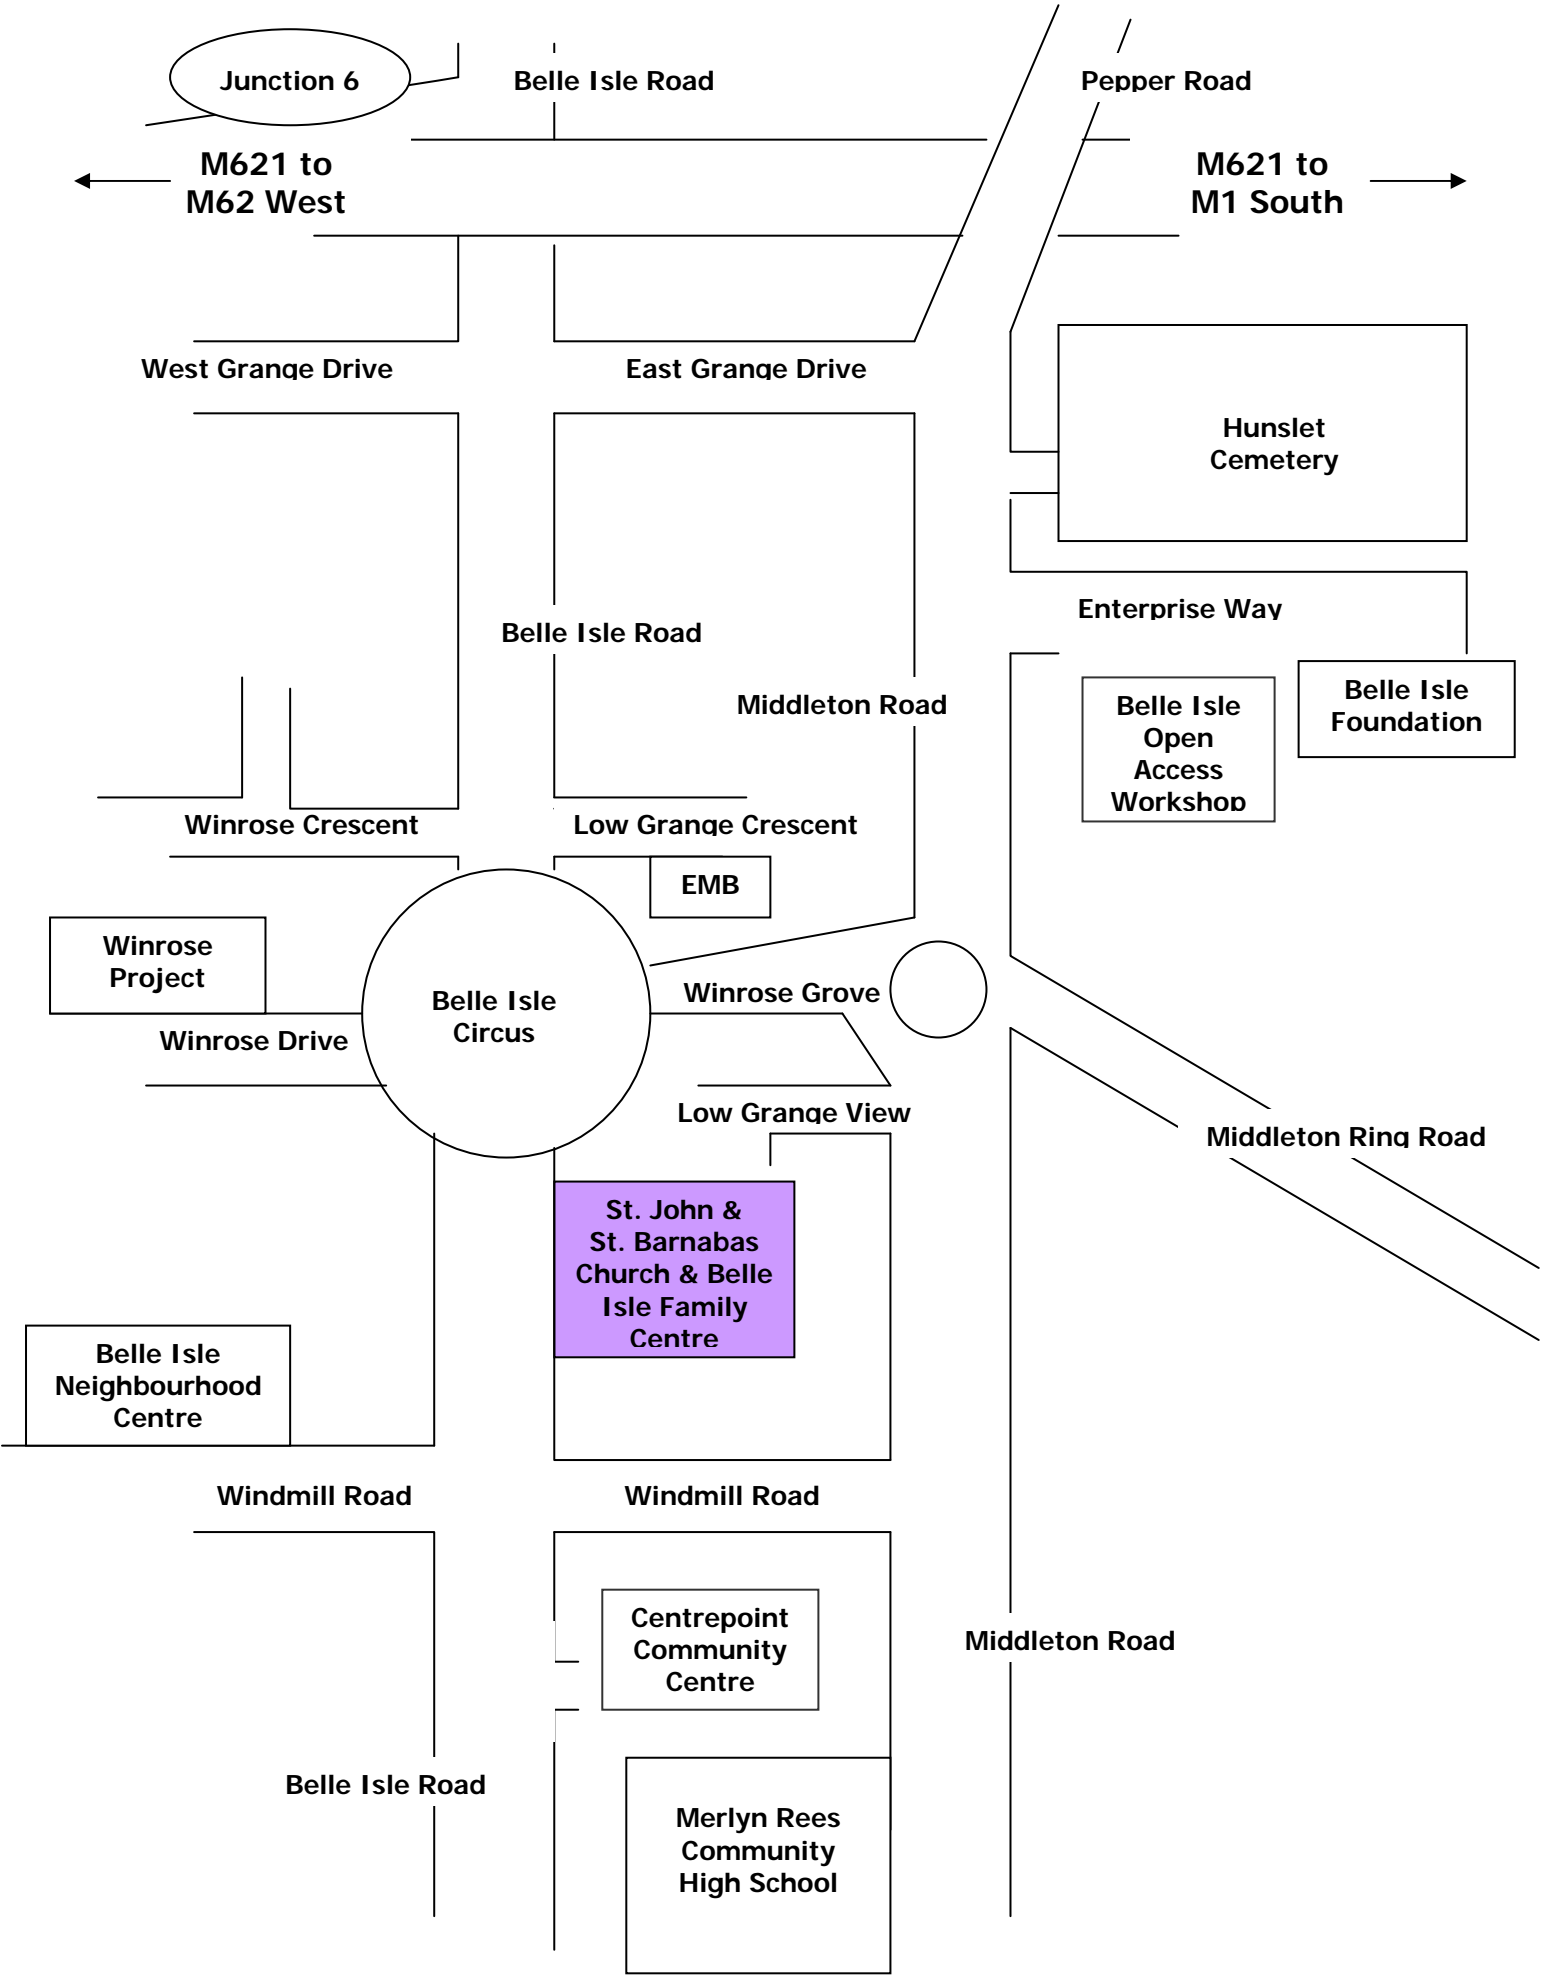 Junction 6
Belle Isle Road
Pepper Road
M621 to
M62 West
M621 to
M1 South
West Grange Drive
East Grange Drive
Hunslet
Cemetery
Enterprise Way
Belle Isle Road
Middleton Road
Belle Isle
Open
Access
Workshop
Belle Isle
Foundation
Winrose Crescent
Low Grange Crescent
EMB
Winrose
Project
Belle Isle
Circus
Winrose Grove
Winrose Drive
Low Grange View
Middleton Ring Road
St. John &
St. Barnabas
Church & Belle
Isle Family
Centre
Belle Isle
Neighbourhood
Centre
Windmill Road
Windmill Road
Centrepoint
Community
Centre
Middleton Road
Belle Isle Road
Merlyn Rees
Community
High School